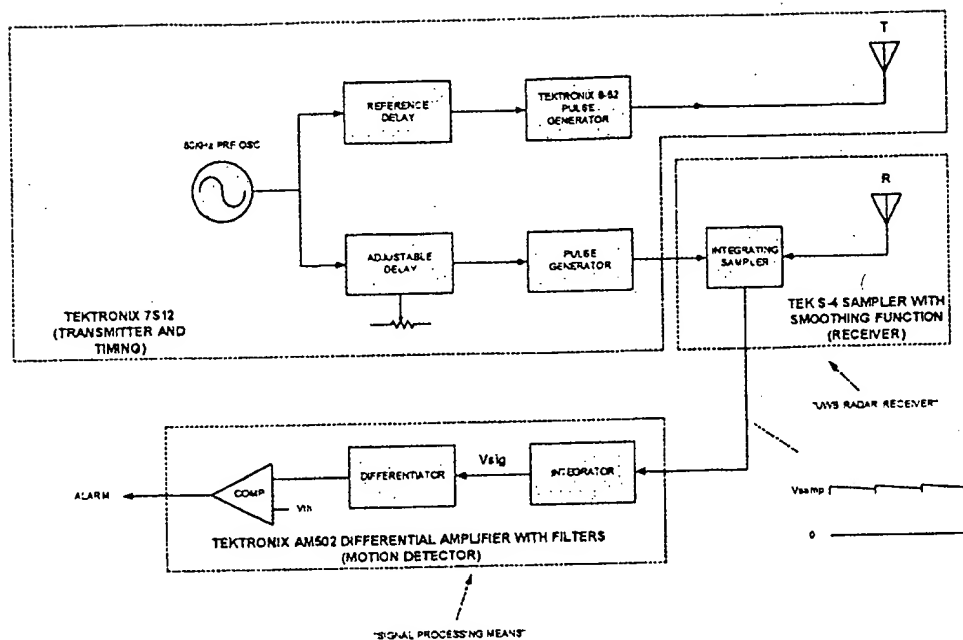 T
REFERENCE
DELAY
TEKTRONIX S-52
PULSE
GENERATOR
PRF OSC
R
ADJUSTABLE
DELAY
PULSE
GENERATOR
INTEGRATING
SAMPLER
TEKTRONIX 7S12
(TRANSMITTER AND
TIMING)
TEK S-4 SAMPLER WITH
SMOOTHING FUNCTION
(RECEIVER)
"UWB RADAR RECEIVER"
ALARM
COMP
Vth
DIFFERENTIATOR
Vsig
INTEGRATOR
Vsamp
0
TEKTRONIX AM502 DIFFERENTIAL AMPLIFIER WITH FILTERS
(MOTION DETECTOR)
"SIGNAL PROCESSING MEANS"